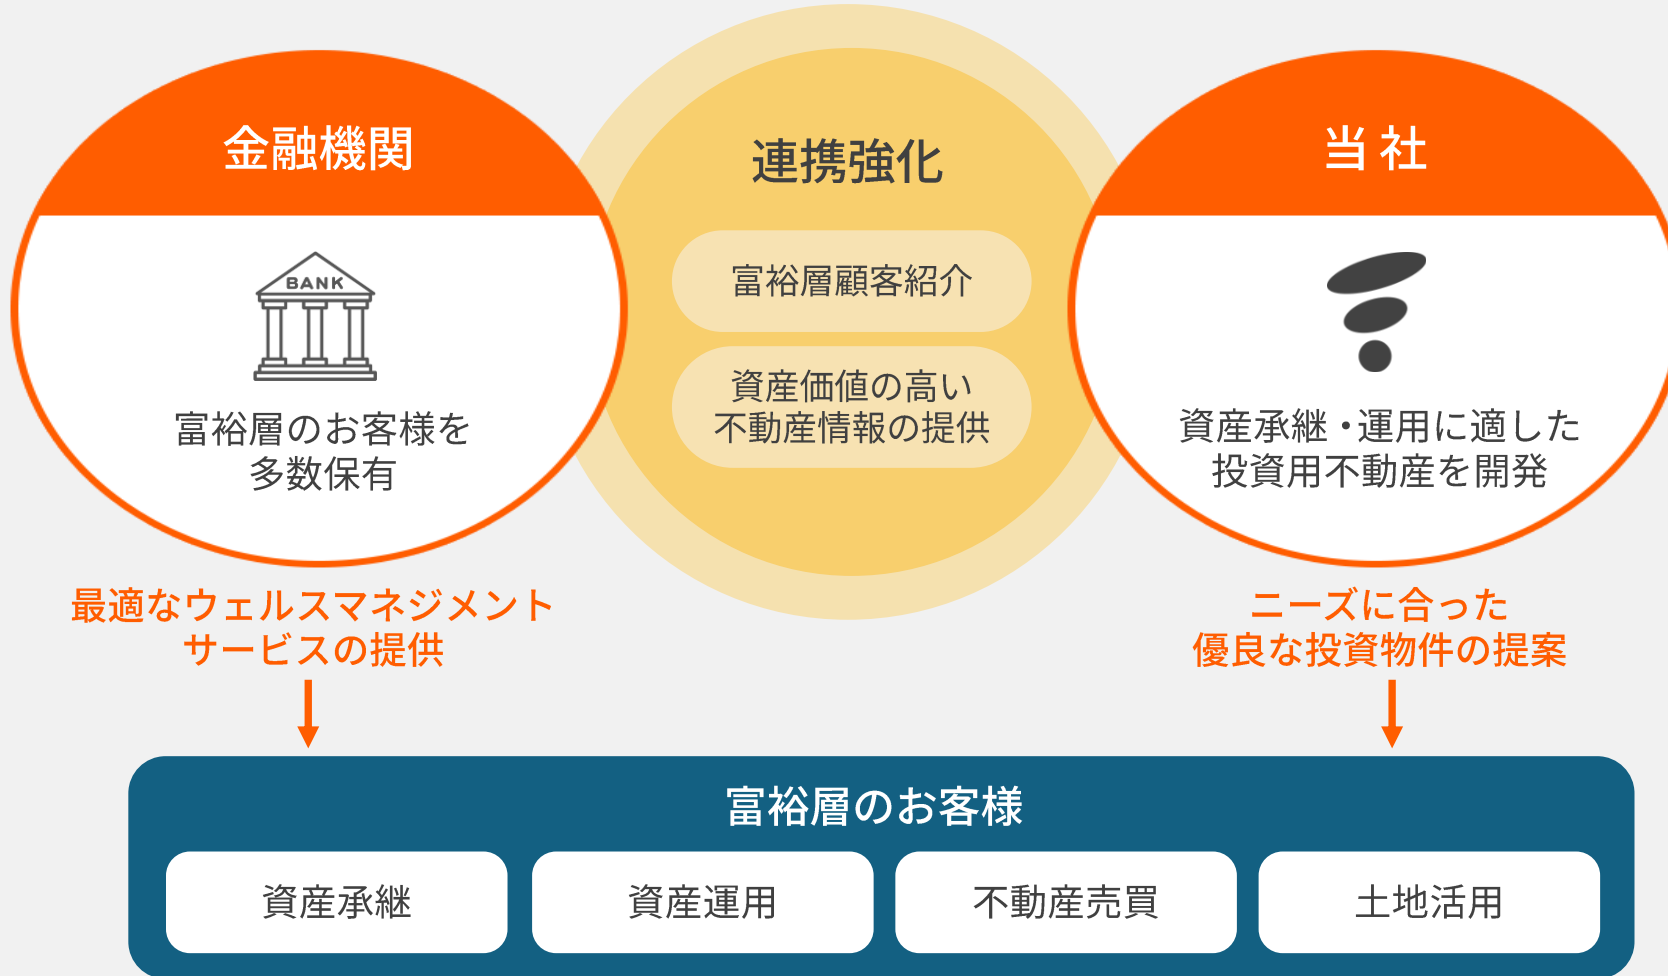 金融機関
BANK
富裕層のお客様を
多数保有
連携強化
富裕層顧客紹介
資産価値の高い
不動産情報の提供
当社
資産承継・運用に適した
投資用不動産を開発
最適なウェルスマネジメント
サービスの提供
ニーズに合った
優良な投資物件の提案
富裕層のお客様
資産承継
資産運用
不動産売買
土地活用